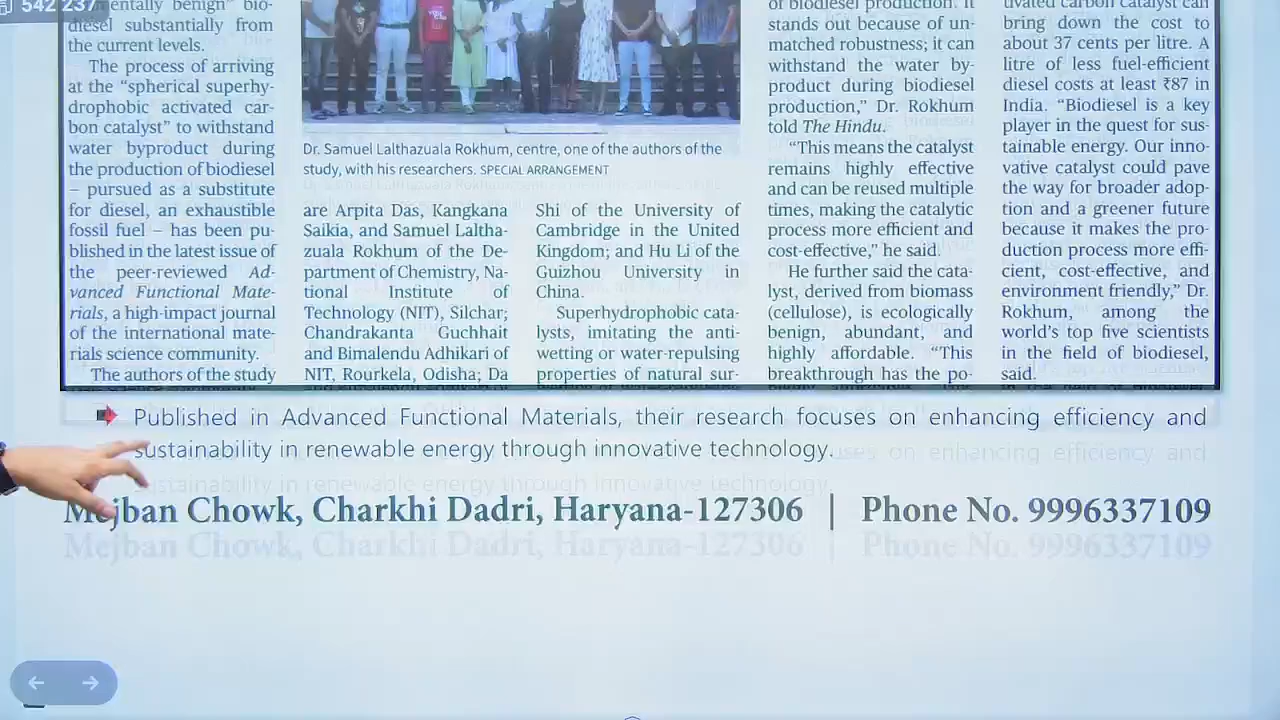 542 237
mentally benign" bio-
diesel substantially from
the current levels.
The process of arriving
at the "spherical superhy-
drophobic activated car-
bon catalyst" to withstand
water byproduct during
the production of biodiesel
– pursued as a substitute
for diesel, an exhaustible
fossil fuel – has been pu-
blished in the latest issue of
the peer-reviewed Ad-
vanced Functional Mate-
rials, a high-impact journal
of the international mate-
rials science community.
The authors of the study
Dr. Samuel Lalthazuala Rokhum, centre, one of the authors of the
study, with his researchers. SPECIAL ARRANGEMENT
are Arpita Das, Kangkana
Saikia, and Samuel Laltha-
zuala Rokhum of the De-
partment of Chemistry, Na-
tional Institute of
Technology (NIT), Silchar;
Chandrakanta Guchhait
and Bimalendu Adhikari of
NIT, Rourkela, Odisha; Da
Shi of the University of
Cambridge in the United
Kingdom; and Hu Li of the
Guizhou University in
China.
Superhydrophobic cata-
lysts, imitating the anti-
wetting or water-repulsing
properties of natural sur-
of biodiesel production. It
stands out because of un-
matched robustness; it can
withstand the water by-
product during biodiesel
production," Dr. Rokhum
told The Hindu.
"This means the catalyst
remains highly effective
and can be reused multiple
times, making the catalytic
process more efficient and
cost-effective," he said.
He further said the cata-
lyst, derived from biomass
(cellulose), is ecologically
benign, abundant, and
highly affordable. "This
breakthrough has the po-
tivated carbon catalyst can
bring down the cost to
about 37 cents per litre. A
litre of less fuel-efficient
diesel costs at least ₹87 in
India. "Biodiesel is a key
player in the quest for sus-
tainable energy. Our inno-
vative catalyst could pave
the way for broader adop-
tion and a greener future
because it makes the pro-
duction process more effi-
cient, cost-effective, and
environment friendly," Dr.
Rokhum, among the
world's top five scientists
in the field of biodiesel,
said.
Published in Advanced Functional Materials, their research focuses on enhancing efficiency and
sustainability in renewable energy through innovative technology.
Mejban Chowk, Charkhi Dadri, Haryana-127306 | Phone No. 9996337109